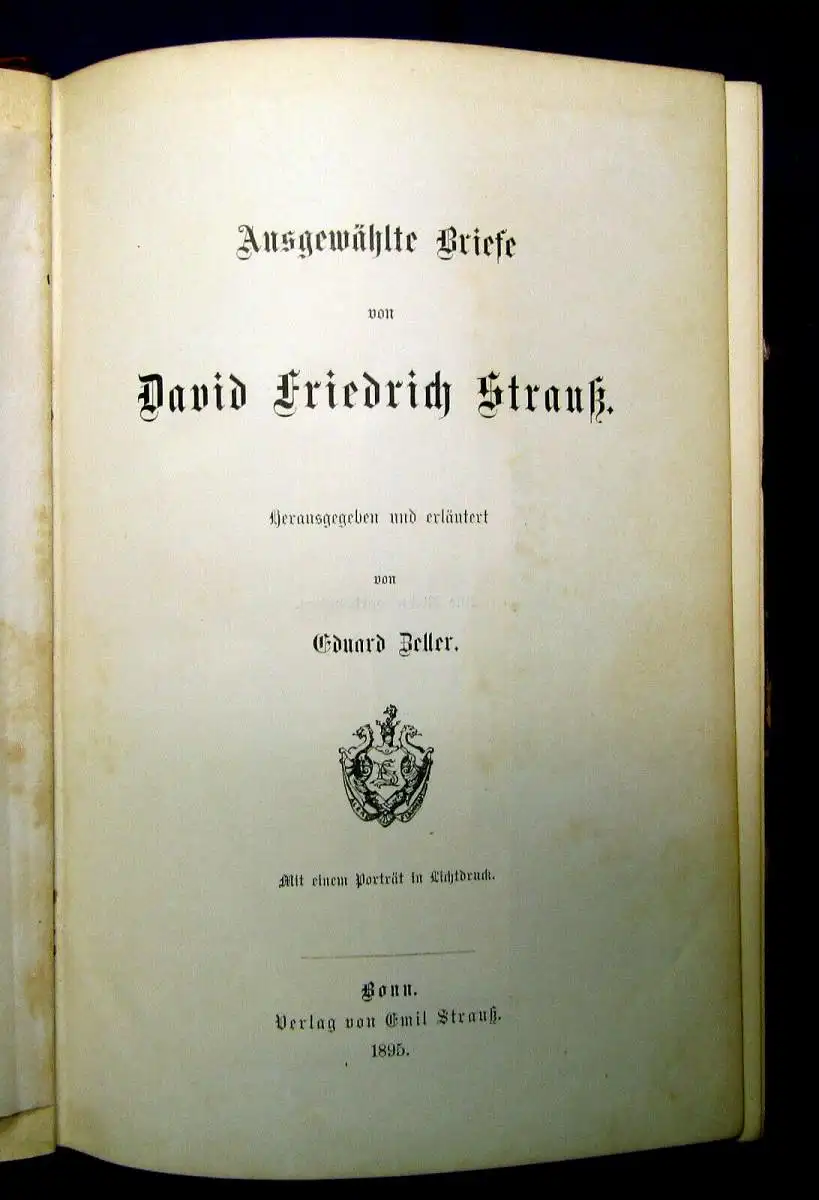 Ausgewählte Briefe
von
David Friedrich Strauß.
Herausgegeben und erläutert
von
Eduard Zeller.
ES
Mit einem Porträt in Lichtdruck.
Bonn.
Verlag von Emil Strauß.
1895.